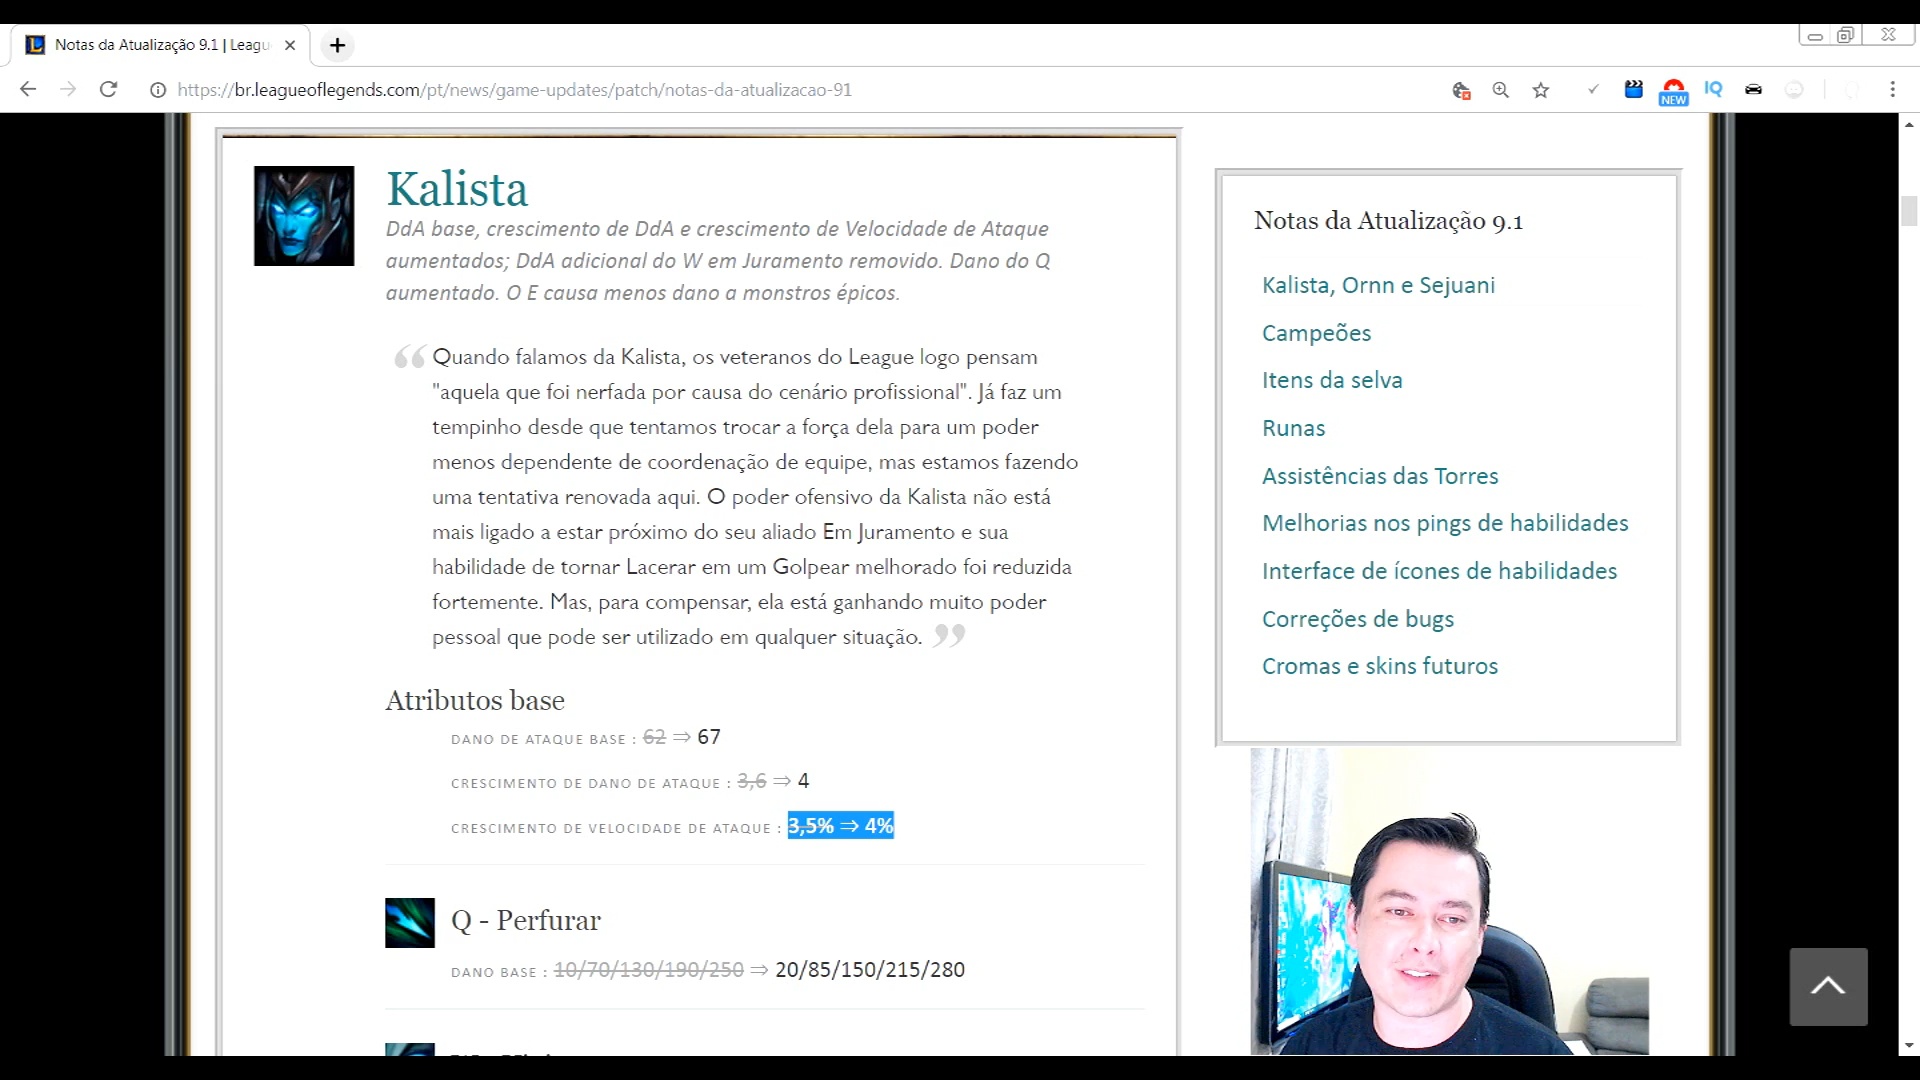 Notas da Atualização 9.1 | Leagu
https://br.leagueoflegends.com/pt/news/game-updates/patch/notas-da-atualizacao-91
NEW
IQ
Kalista
DdA base, crescimento de DdA e crescimento de Velocidade de Ataque
aumentados; DdA adicional do W em Juramento removido. Dano do Q
aumentado. O E causa menos dano a monstros épicos.
“ Quando falamos da Kalista, os veteranos do League logo pensam
"aquela que foi nerfada por causa do cenário profissional". Já faz um
tempinho desde que tentamos trocar a força dela para um poder
menos dependente de coordenação de equipe, mas estamos fazendo
uma tentativa renovada aqui. O poder ofensivo da Kalista não está
mais ligado a estar próximo do seu aliado Em Juramento e sua
habilidade de tornar Lacerar em um Golpear melhorado foi reduzida
fortemente. Mas, para compensar, ela está ganhando muito poder
pessoal que pode ser utilizado em qualquer situação. ”
Atributos base
DANO DE ATAQUE BASE : 62 ⇒ 67
CRESCIMENTO DE DANO DE ATAQUE : 3,6 ⇒ 4
CRESCIMENTO DE VELOCIDADE DE ATAQUE : 3,5% ⇒ 4%
Q - Perfurar
DANO BASE : 10/70/130/190/250 ⇒ 20/85/150/215/280
Notas da Atualização 9.1
Kalista, Ornn e Sejuani
Campeões
Itens da selva
Runas
Assistências das Torres
Melhorias nos pings de habilidades
Interface de ícones de habilidades
Correções de bugs
Cromas e skins futuros